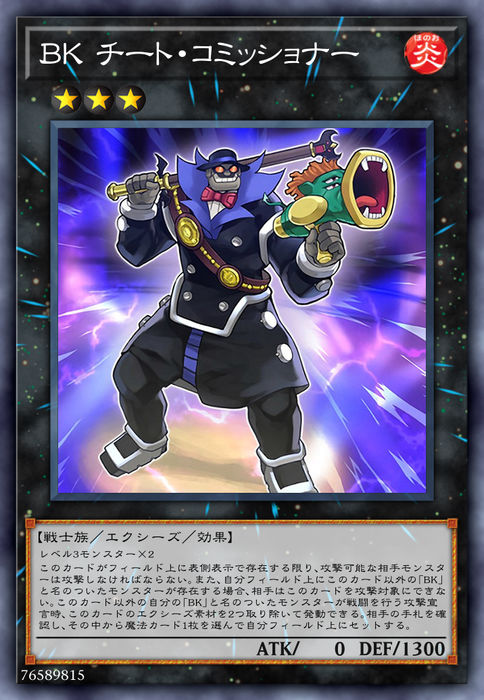 BK チート・コミッショナー
ほのお
炎
【戦士族／エクシーズ／効果】
レベル3モンスター×2
このカードがフィールド上に表側表示で存在する限り、攻撃可能な相手モンスタ
ーは攻撃しなければならない。また、自分フィールド上にこのカード以外の「BK」
と名のついたモンスターが存在する場合、相手はこのカードを攻撃対象にできな
い。このカード以外の自分の「BK」と名のついたモンスターが戦闘を行う攻撃宣
言時、このカードのエクシーズ素材を2つ取り除いて発動できる。相手の手札を確
認し、その中から魔法カード1枚を選んで自分フィールド上にセットする。
ATK/ 0 DEF/1300
76589815